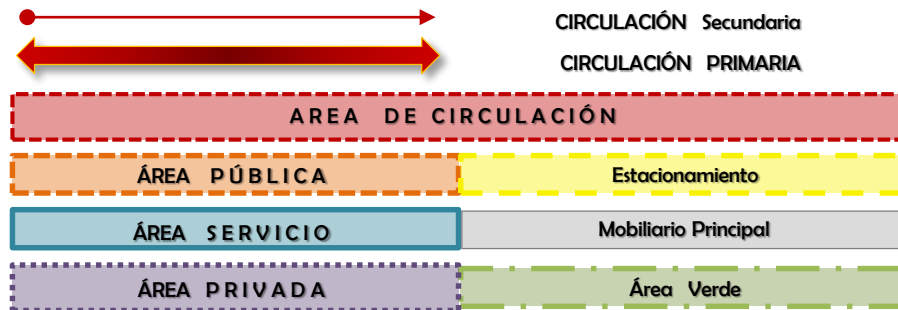 CIRCULACIÓN Secundaria
CIRCULACIÓN PRIMARIA
AREA DE CIRCULACIÓN
ÁREA PÚBLICA
Estacionamiento
ÁREA SERVICIO
Mobiliario Principal
ÁREA PRIVADA
Área Verde